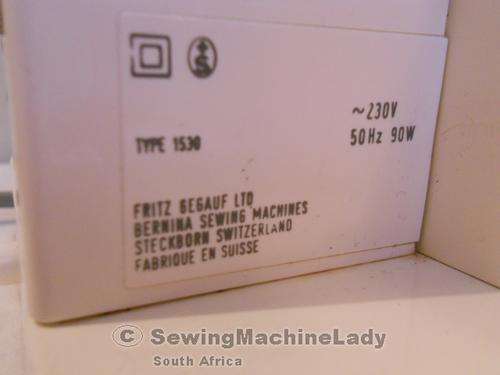 ~230V
TYPE 1530
50Hz 90W
FRITZ GEGAUF LTD
BERNINA SEWING MACHINES
STECKBORN SWITZERLAND
FABRIQUE EN SUISSE
© SewingMachineLady
South Africa